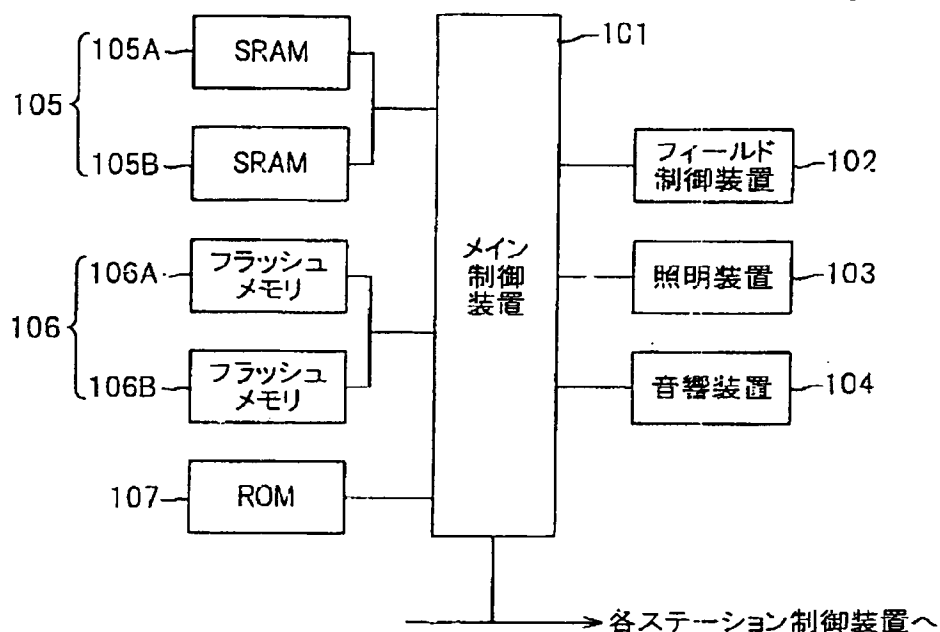 105
105A
SRAM
105B
SRAM
106
106A
フラッシュ
メモリ
106B
フラッシュ
メモリ
107
ROM
メイン
制御
装置
101
フィールド
制御装置
102
照明装置
103
音響装置
104
各ステーション制御装置へ